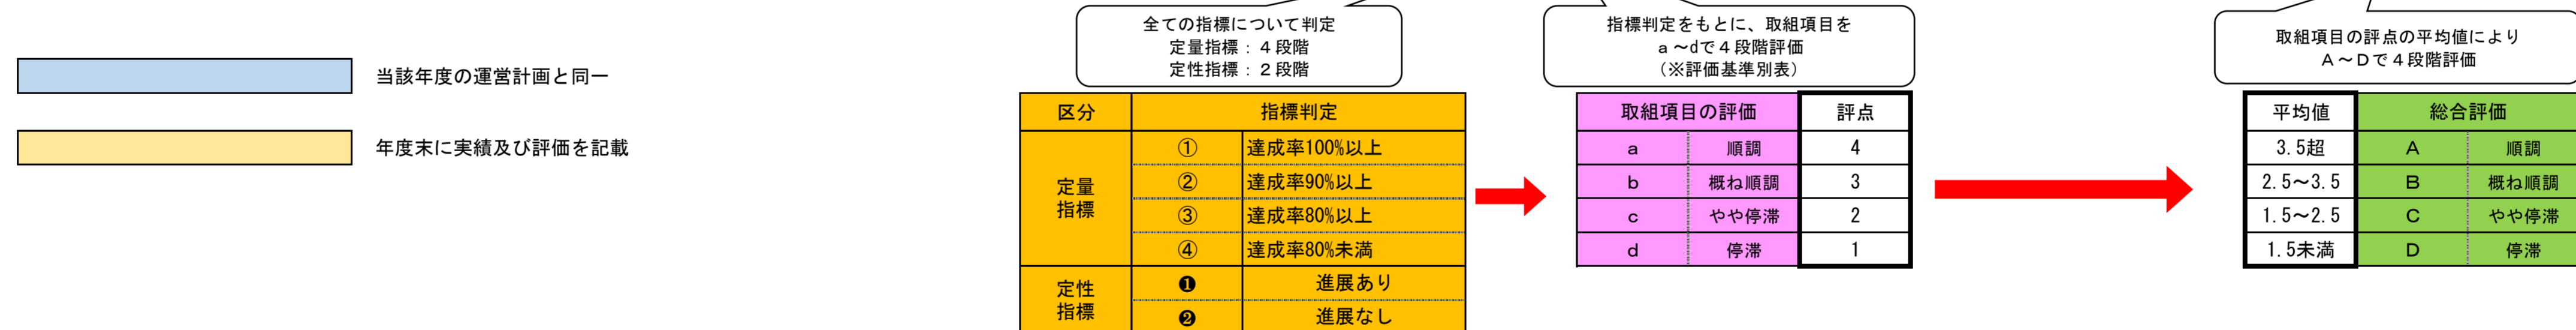 全ての指標について判定
定量指標：４段階
定性指標：２段階
指標判定をもとに、取組項目を
ａ～dで４段階評価
（※評価基準別表）
取組項目の評点の平均値により
Ａ～Ｄで４段階評価
当該年度の運営計画と同一
年度末に実績及び評価を記載
区分 指標判定
定量
指標
① 達成率100%以上
② 達成率90%以上
③ 達成率80%以上
④ 達成率80%未満
定性
指標
❶ 進展あり
❷ 進展なし
取組項目の評価 評点
ａ 順調 4
ｂ 概ね順調 3
ｃ やや停滞 2
ｄ 停滞 1
平均値 総合評価
3.5超 Ａ 順調
2.5～3.5 Ｂ 概ね順調
1.5～2.5 Ｃ やや停滞
1.5未満 Ｄ 停滞